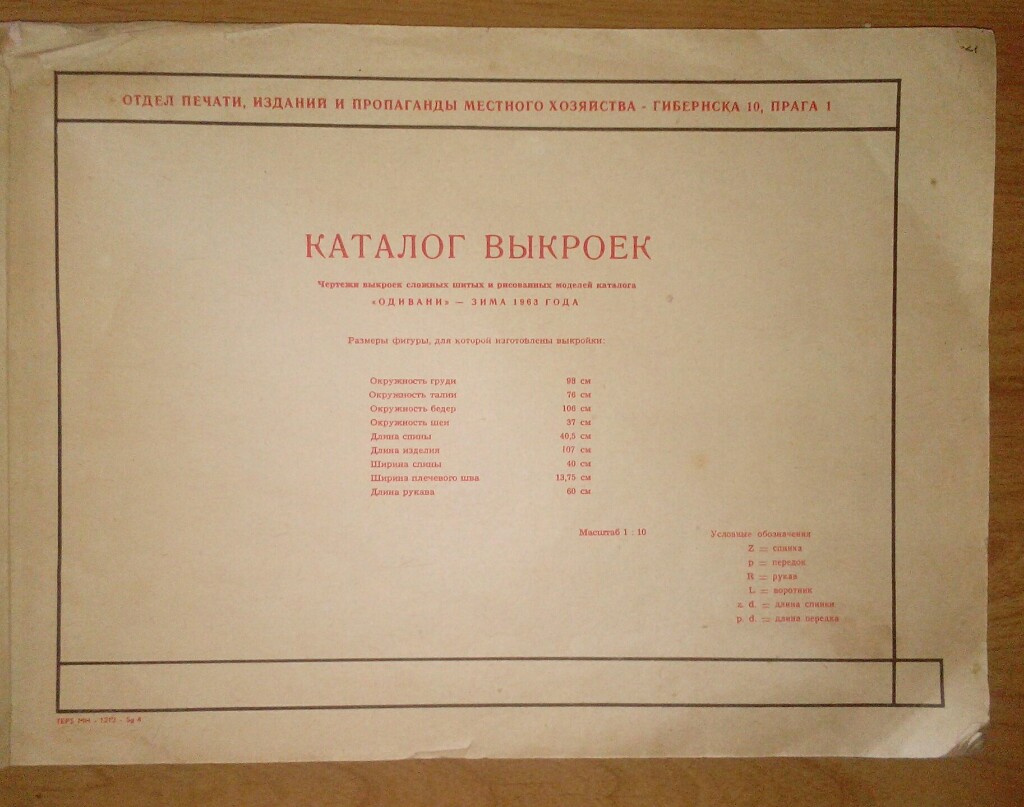 ОТДЕЛ ПЕЧАТИ, ИЗДАНИЙ И ПРОПАГАНДЫ МЕСТНОГО ХОЗЯЙСТВА - ГИБЕРНСКА 10, ПРАГА 1
КАТАЛОГ ВЫКРОЕК
Чертежи выкроек сложных шитых и рисованных моделей каталога
«ОДИВАНИ» — ЗИМА 1963 ГОДА
Размеры фигуры, для которой изготовлены выкройки:
Окружность груди 98 см
Окружность талии 76 см
Окружность бедер 106 см
Окружность шеи 37 см
Длина спины 40,5 см
Длина изделия 107 см
Ширина спины 40 см
Ширина плечевого шва 13,75 см
Длина рукава 60 см
Масштаб 1 : 10
Условные обозначения
Z = спинка
p = передок
R = рукав
L = воротник
z. d. = длина спинки
p. d. = длина передка